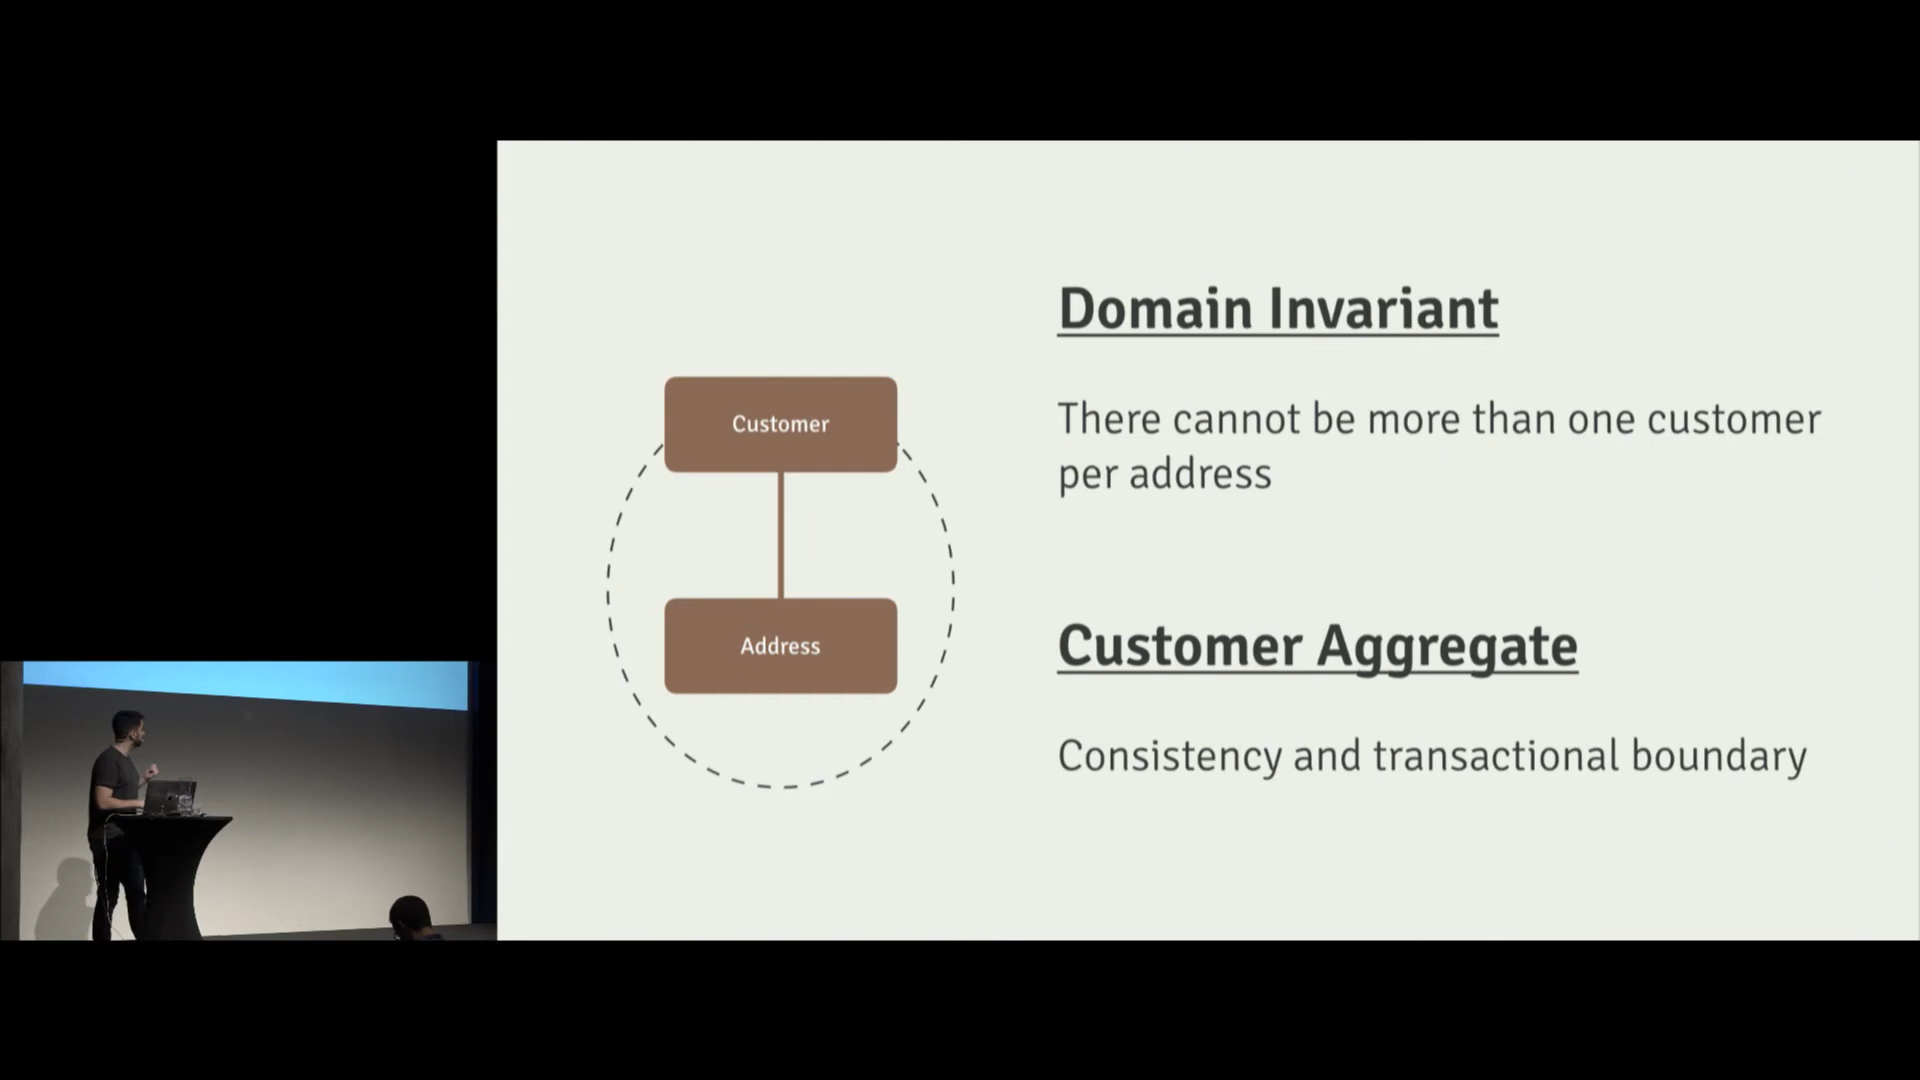 Domain Invariant
There cannot be more than one customer
per address
Customer
Address
Customer Aggregate
Consistency and transactional boundary